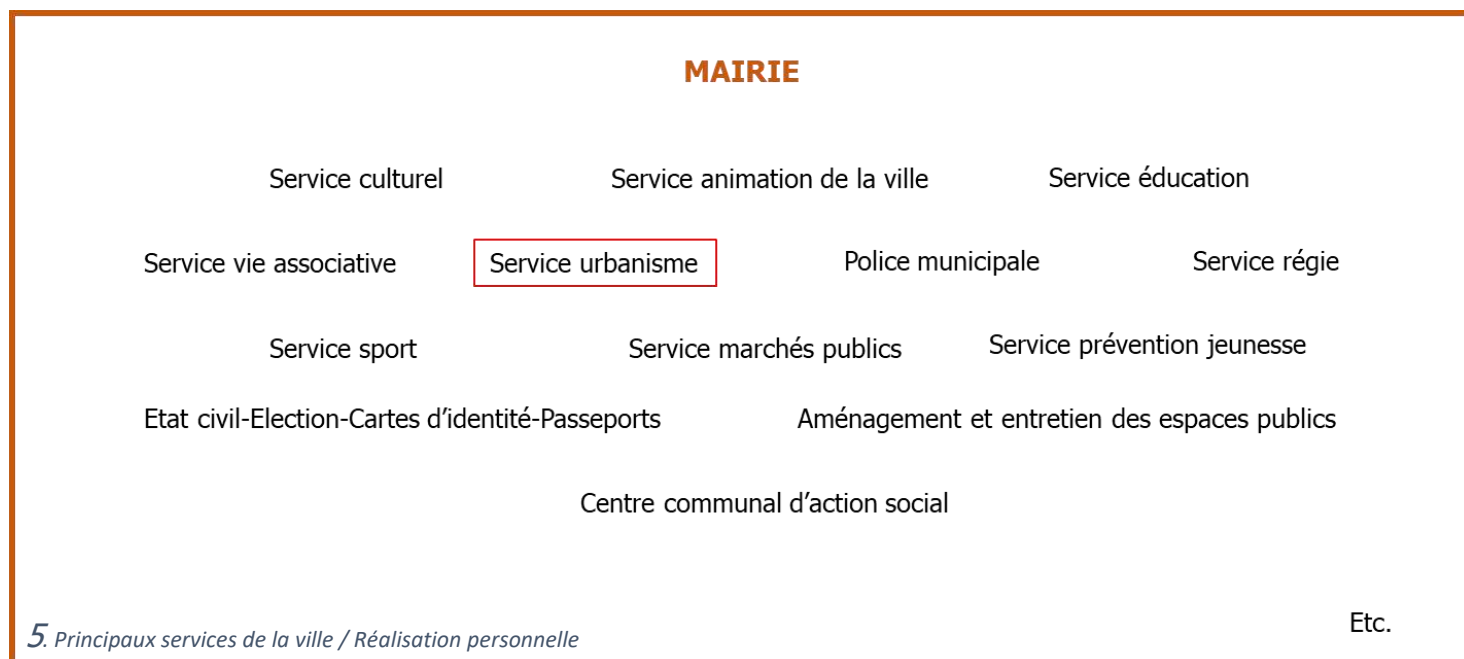 MAIRIE
Service culturel
Service animation de la ville
Service éducation
Service vie associative
Service urbanisme
Police municipale
Service régie
Service sport
Service marchés publics
Service prévention jeunesse
Etat civil-Election-Cartes d’identité-Passeports
Aménagement et entretien des espaces publics
Centre communal d’action social
Etc.
5. Principaux services de la ville / Réalisation personnelle